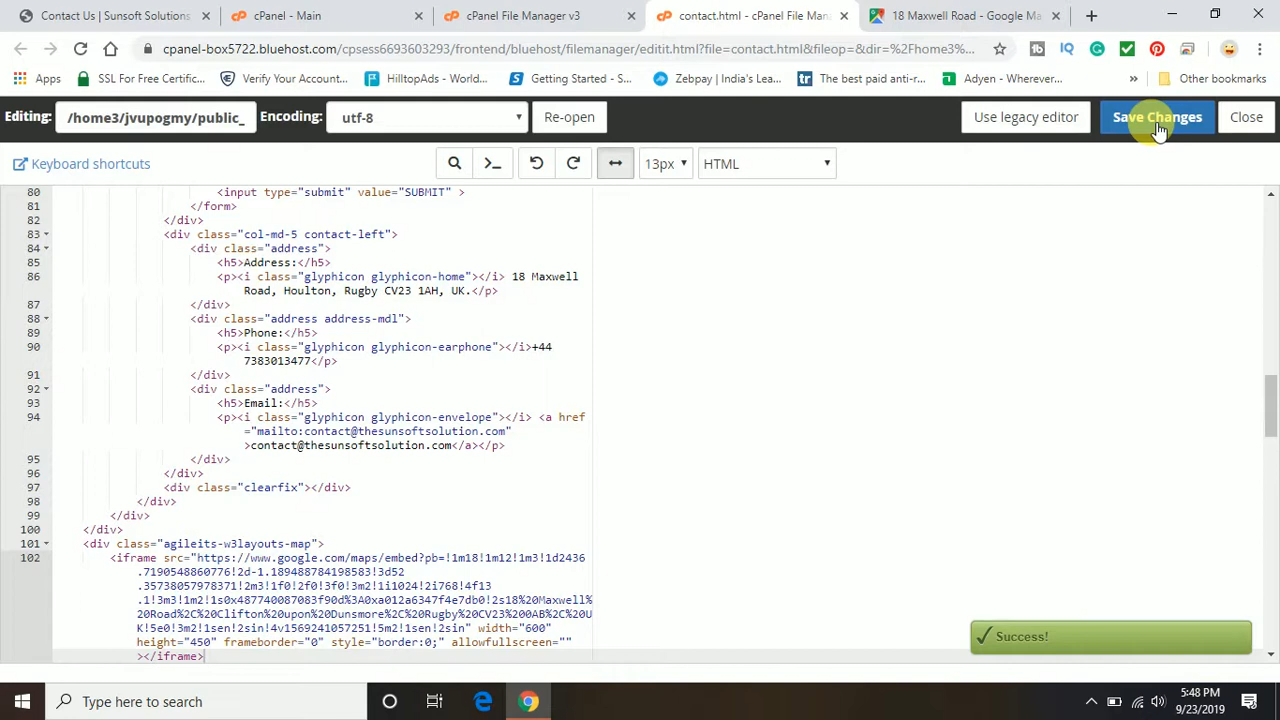 Contact Us | Sunsoft Solutions
cPanel - Main
cPanel File Manager v3
contact.html - cPanel File Man
18 Maxwell Road - Google M
cpanel-box5722.bluehost.com/cpsess6693603293/frontend/bluehost/filemanager/editit.html?file=contact.html&fileop=&dir=%2Fhome3%...
Apps
SSL For Free Certific...
Verify Your Account...
HilltopAds - World...
Getting Started - S...
Zebpay | India's Lea...
The best paid anti-r...
Adyen - Wherever...
Other bookmarks
Editing:
/home3/jvupogmy/public_
Encoding:
utf-8
Re-open
Use legacy editor
Save Changes
Close
Keyboard shortcuts
13px
HTML
80 <input type="submit" value="SUBMIT" >
81 </form>
82 </div>
83 <div class="col-md-5 contact-left">
84 <div class="address">
85 <h5>Address:</h5>
86 <p><i class="glyphicon glyphicon-home"></i> 18 Maxwell
Road, Houlton, Rugby CV23 1AH, UK.</p>
87 </div>
88 <div class="address address-mdl">
89 <h5>Phone:</h5>
90 <p><i class="glyphicon glyphicon-earphone"></i>+44
7383013477</p>
91 </div>
92 <div class="address">
93 <h5>Email:</h5>
94 <p><i class="glyphicon glyphicon-envelope"></i> <a href
="mailto:contact@thesunsoftsolution.com"
>contact@thesunsoftsolution.com</a></p>
95 </div>
96 </div>
97 <div class="clearfix"></div>
98 </div>
99 </div>
100 </div>
101 <div class="agileits-w3layouts-map">
102 <iframe src="https://www.google.com/maps/embed?pb=!1m18!1m12!1m3!1d2436
.7190548860776!2d-1.189488784198583!3d52
.35738057978371!2m3!1f0!2f0!3f0!3m2!1i1024!2i768!4f13
.1!3m3!1m2!1s0x487740087083f90d%3A0xa012a6347f4e7db0!2s18%20Maxwell%
20Road%2C%20Clifton%20upon%20Dunsmore%2C%20Rugby%20CV23%200AB%2C%20U
K!5e0!3m2!1sen!2sin!4v1569241057251!5m2!1sen!2sin" width="600"
height="450" frameborder="0" style="border:0;" allowfullscreen=""
></iframe>
Success!
Type here to search
5:48 PM
9/23/2019